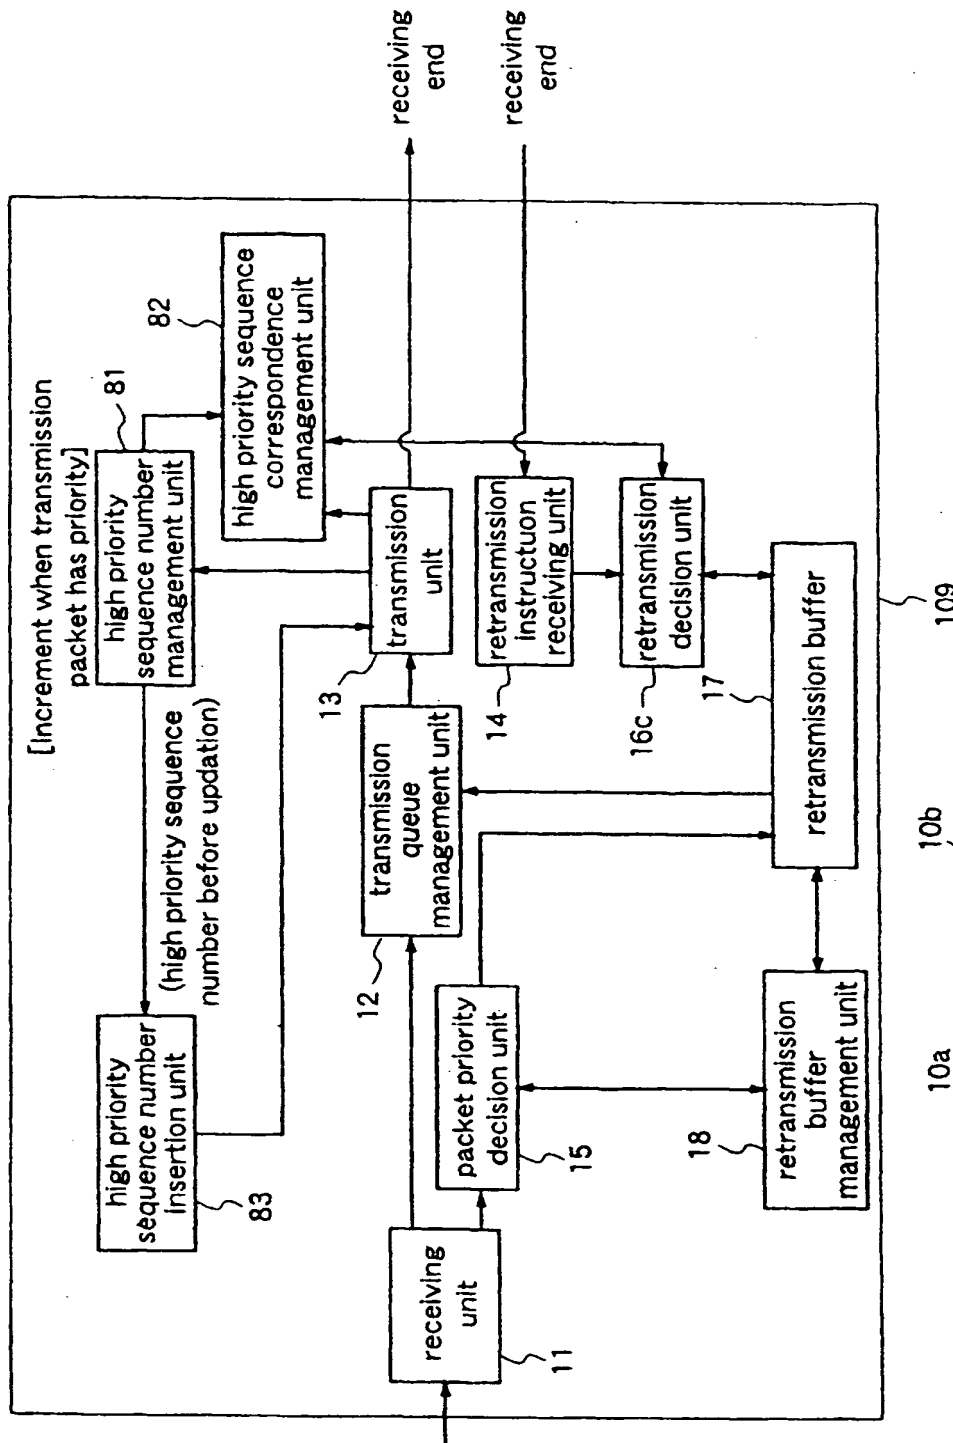 [Increment when transmission
packet has priority]
high priority
sequence number
insertion unit
83
(high priority sequence
number before updation)
high priority
sequence number
management unit
81
high priority sequence
correspondence
management unit
82
receiving
unit
11
transmission
queue
management unit
12
transmission
unit
13
receiving
end
packet priority
decision unit
15
retransmission
instructuon
receiving unit
14
receiving
end
retransmission
decision unit
16c
retransmission
buffer
management unit
18
retransmission buffer
17
109
10a
10b